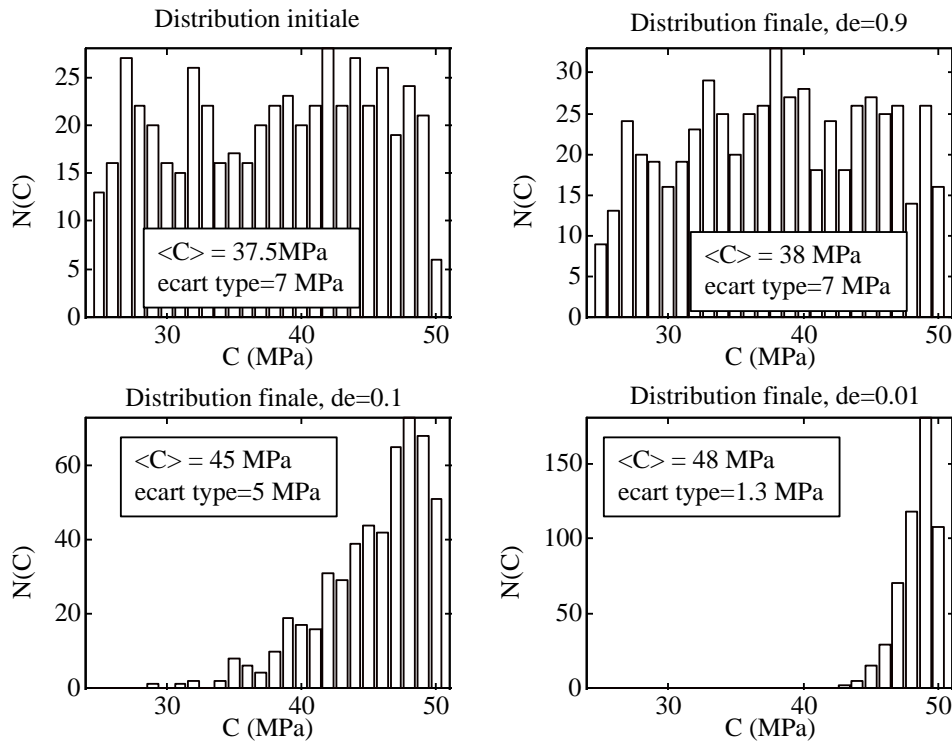 Distribution initiale
N(C)
25
20
15
10
5
0
<C> = 37.5MPa
ecart type=7 MPa
30 40 50
C (MPa)
Distribution finale, de=0.9
N(C)
30
25
20
15
10
5
0
<C> = 38 MPa
ecart type=7 MPa
30 40 50
C (MPa)
Distribution finale, de=0.1
N(C)
60
40
20
0
<C> = 45 MPa
ecart type=5 MPa
30 40 50
C (MPa)
Distribution finale, de=0.01
N(C)
150
100
50
0
<C> = 48 MPa
ecart type=1.3 MPa
30 40 50
C (MPa)